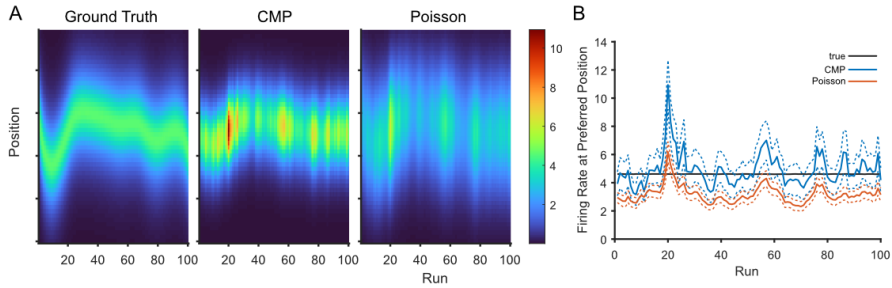 A
Ground Truth
CMP
Poisson
Position
20 40 60 80 100
20 40 60 80 100
20 40 60 80 100
Run
10
8
6
4
2
B
Firing Rate at Preferred Position
14
12
10
8
6
4
2
0
true
CMP
Poisson
0 20 40 60 80 100
Run